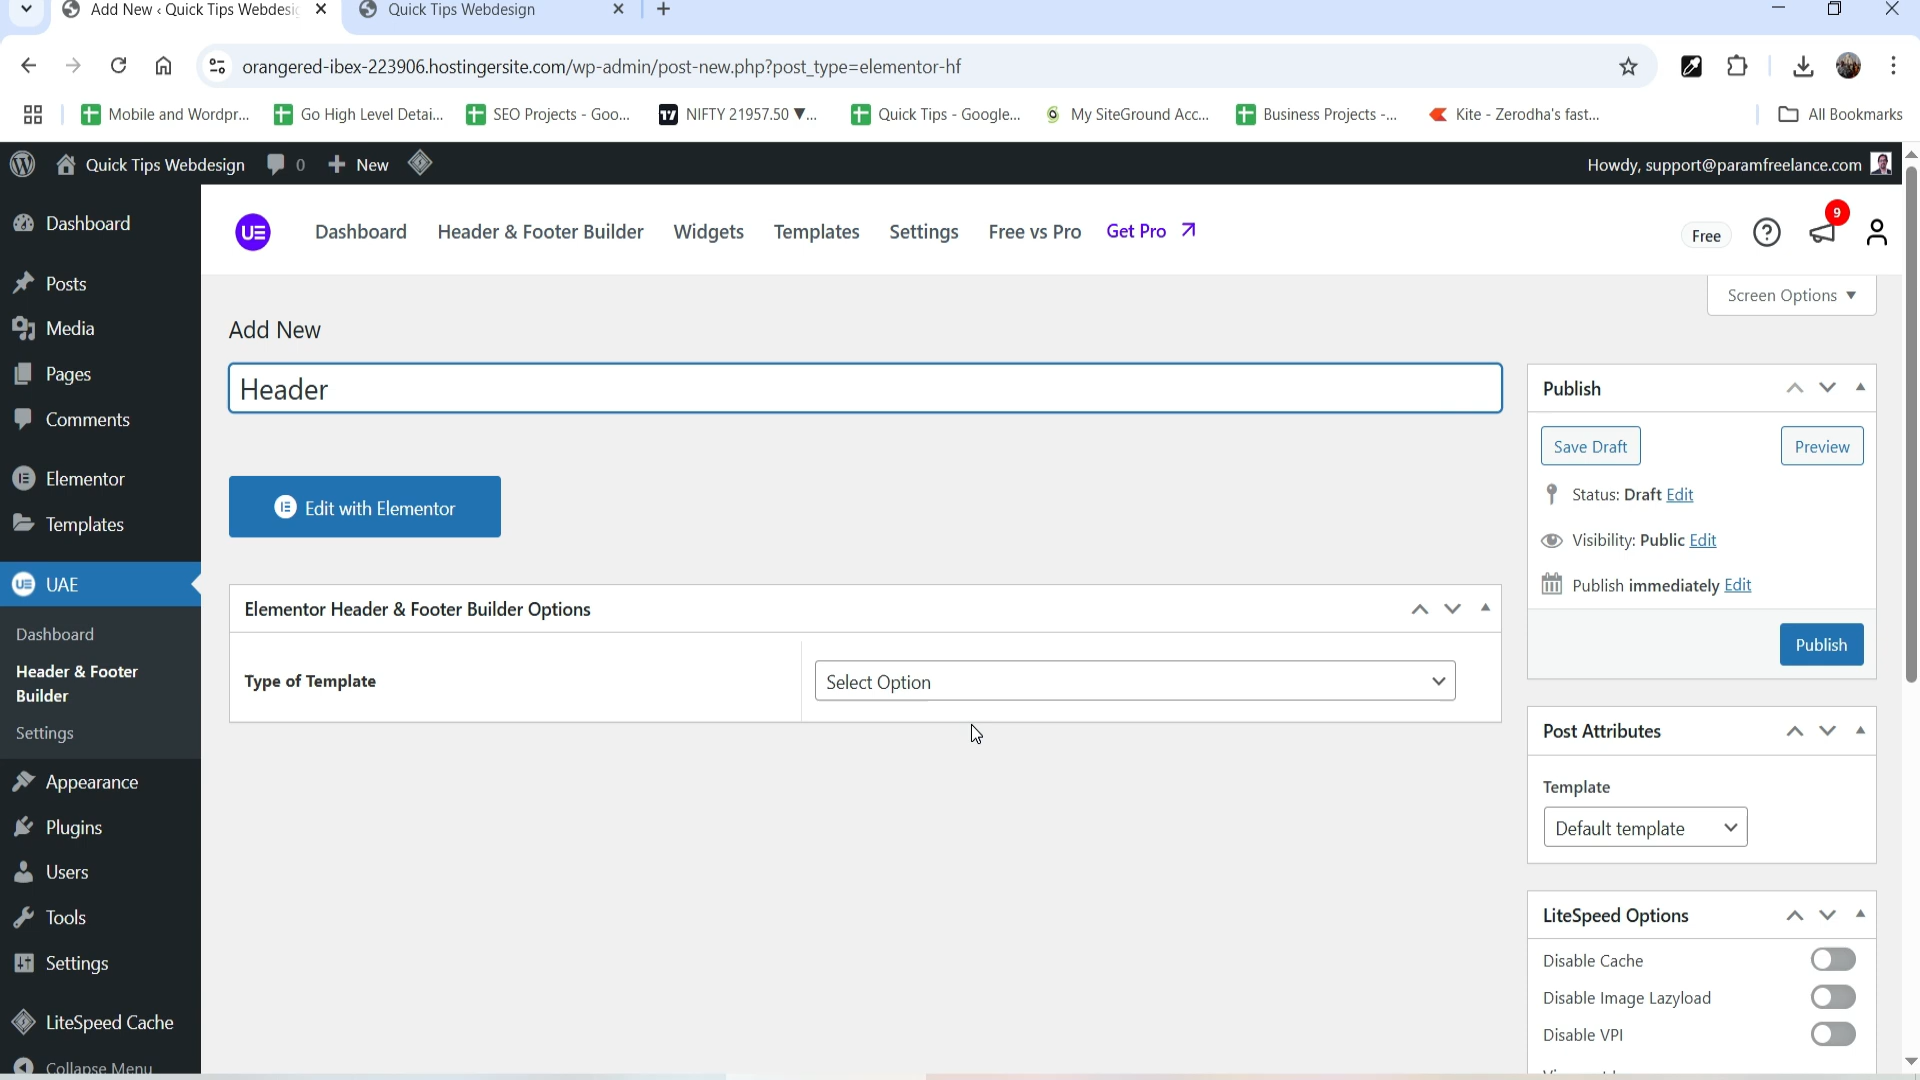 Add New ‹ Quick Tips Webdesi
Quick Tips Webdesign
orangered-ibex-223906.hostingersite.com/wp-admin/post-new.php?post_type=elementor-hf
Mobile and Wordpr...
Go High Level Detai...
SEO Projects - Goo...
NIFTY 21957.50 ▼...
Quick Tips - Google...
My SiteGround Acc...
Business Projects -...
Kite - Zerodha's fast...
All Bookmarks
Quick Tips Webdesign
0
New
Howdy, support@paramfreelance.com
Dashboard
Posts
Media
Pages
Comments
Elementor
Templates
UAE
Dashboard
Header & Footer
Builder
Settings
Appearance
Plugins
Users
Tools
Settings
LiteSpeed Cache
Collapse Menu
Dashboard
Header & Footer Builder
Widgets
Templates
Settings
Free vs Pro
Get Pro
Free
9
Screen Options ▼
Add New
Header
Edit with Elementor
Elementor Header & Footer Builder Options
Type of Template
Select Option
Publish
Save Draft
Preview
Status: Draft Edit
Visibility: Public Edit
Publish immediately Edit
Publish
Post Attributes
Template
Default template
LiteSpeed Options
Disable Cache
Disable Image Lazyload
Disable VPI